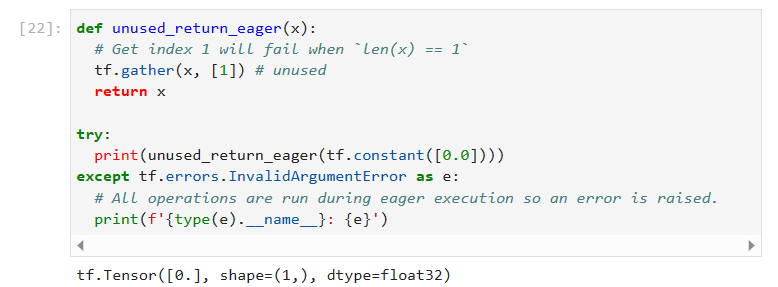 [22]: def unused_return_eager(x):
  # Get index 1 will fail when `len(x) == 1`
  tf.gather(x, [1]) # unused
  return x

try:
  print(unused_return_eager(tf.constant([0.0])))
except tf.errors.InvalidArgumentError as e:
  # All operations are run during eager execution so an error is raised.
  print(f'{type(e).__name__}: {e}')
tf.Tensor([0.], shape=(1,), dtype=float32)